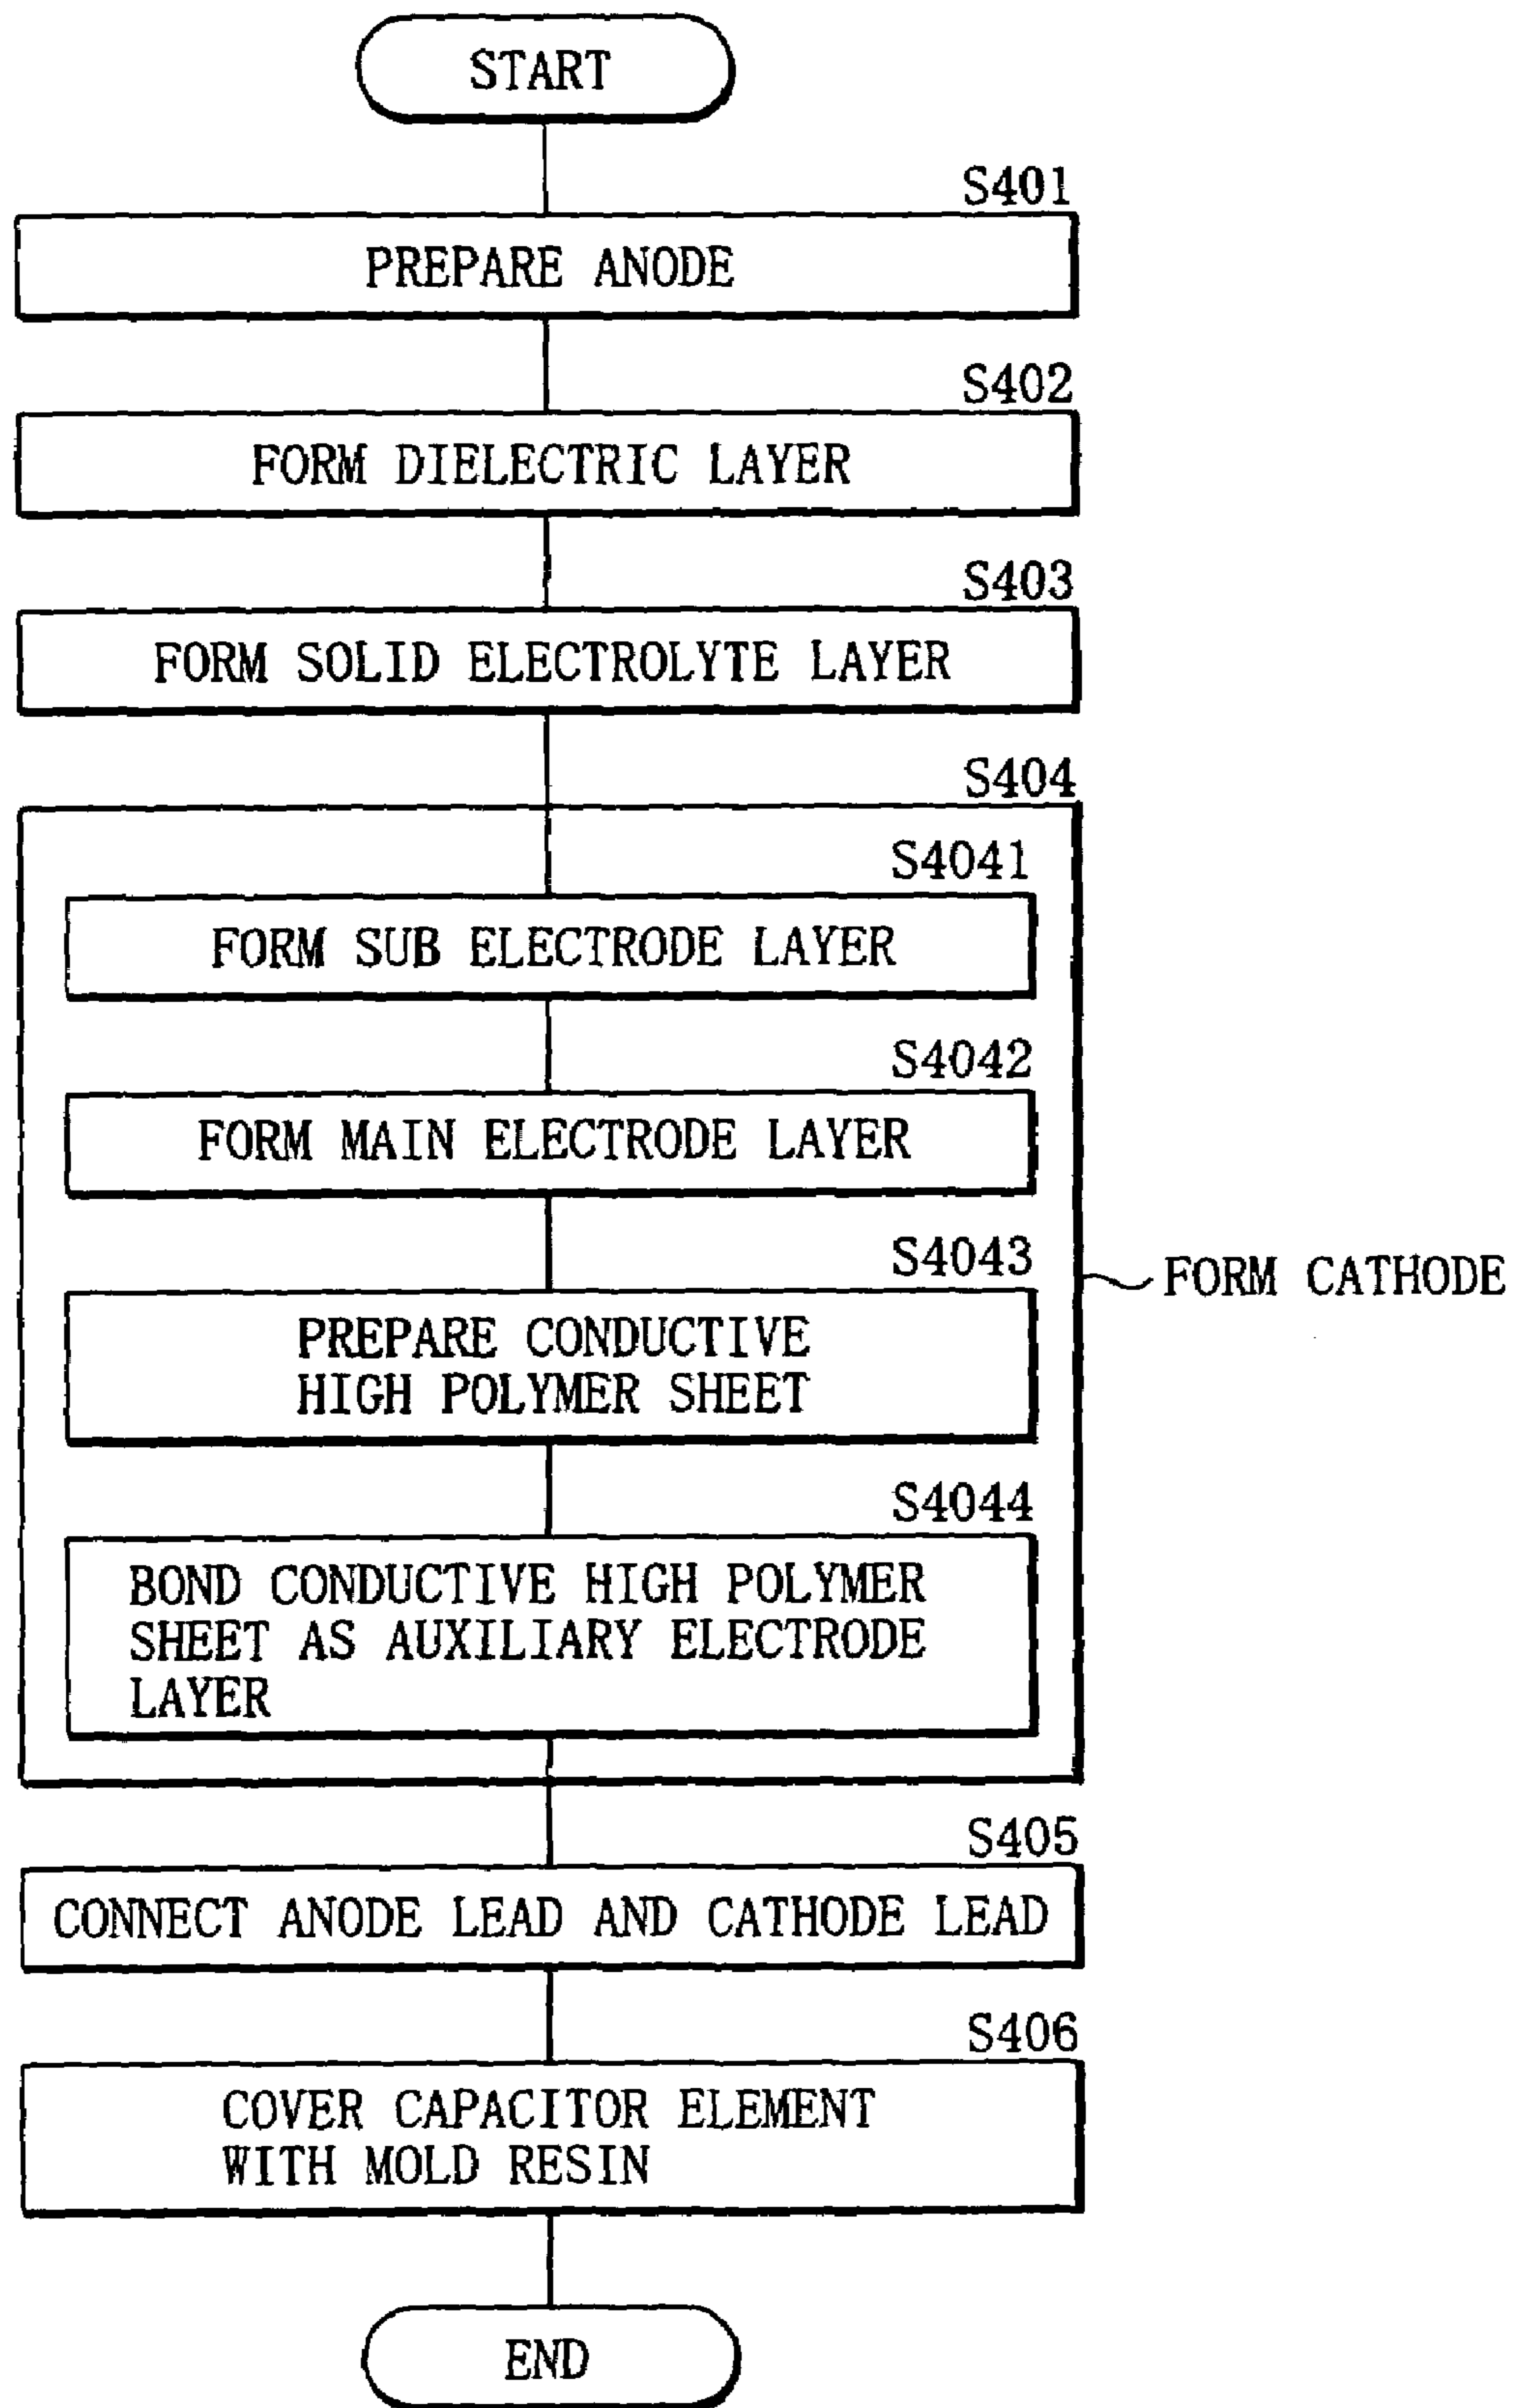 START
S401
PREPARE ANODE
S402
FORM DIELECTRIC LAYER
S403
FORM SOLID ELECTROLYTE LAYER
S404
S4041
FORM SUB ELECTRODE LAYER
S4042
FORM MAIN ELECTRODE LAYER
S4043
FORM CATHODE
PREPARE CONDUCTIVE
HIGH POLYMER SHEET
S4044
BOND CONDUCTIVE HIGH POLYMER
SHEET AS AUXILIARY ELECTRODE
LAYER
S405
CONNECT ANODE LEAD AND CATHODE LEAD
S406
COVER CAPACITOR ELEMENT
WITH MOLD RESIN
END